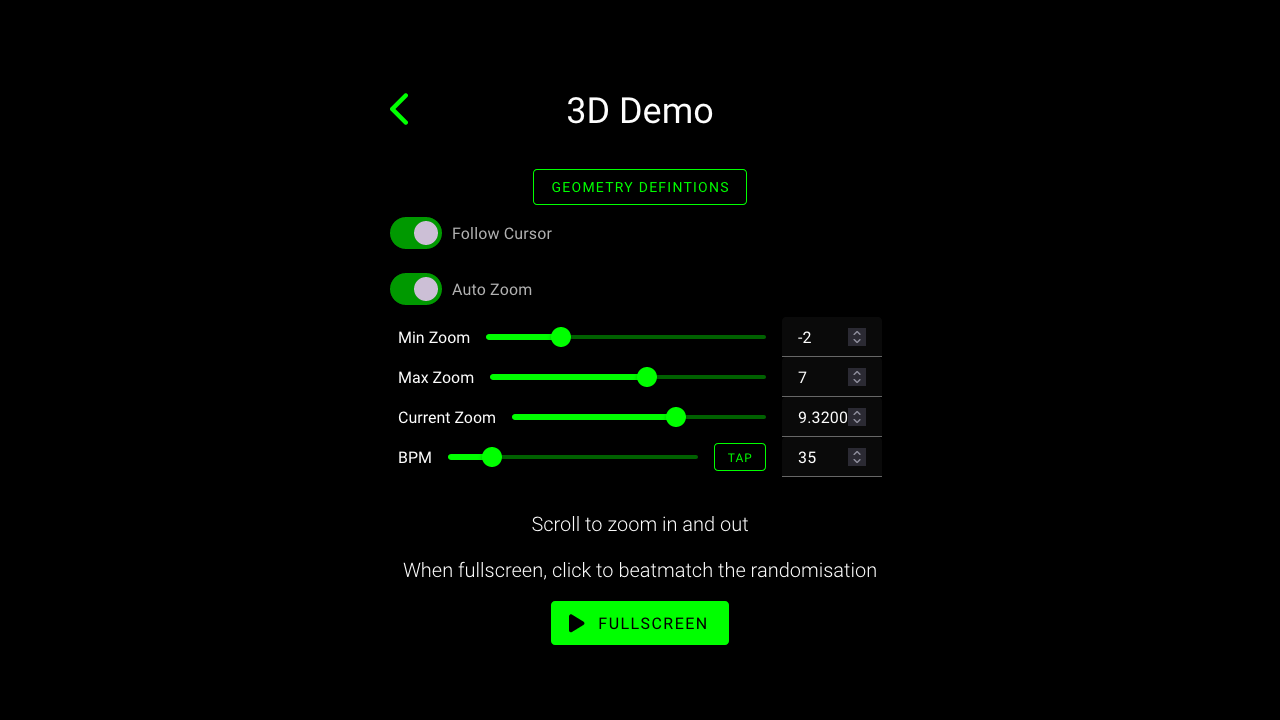 3D Demo
GEOMETRY DEFINTIONS
Follow Cursor
Auto Zoom
Min Zoom -2
Max Zoom 7
Current Zoom 9.3200
BPM TAP 35
Scroll to zoom in and out
When fullscreen, click to beatmatch the randomisation
FULLSCREEN